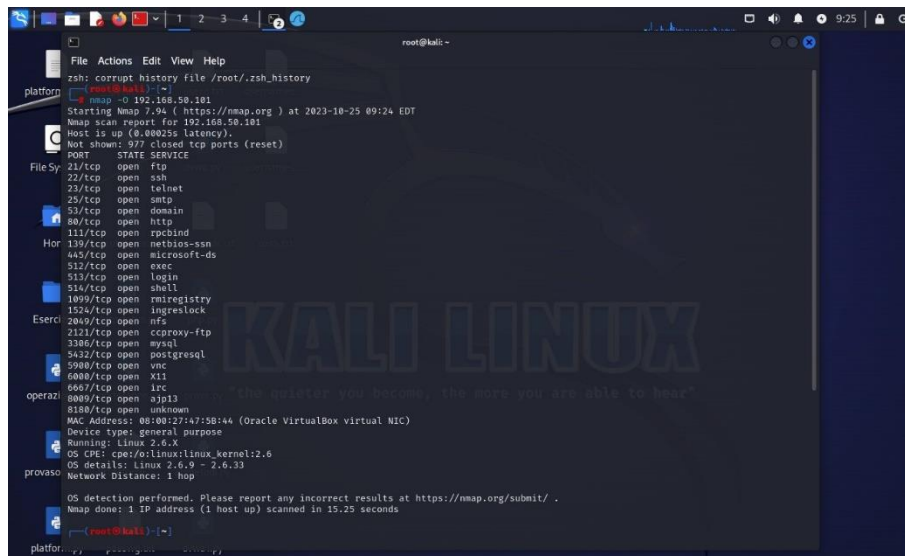 1 2 3 4
9:25
root@kali: ~
File Actions Edit View Help
zsh: corrupt history file /root/.zsh_history
(root@kali)-[~]
# nmap -O 192.168.50.101
Starting Nmap 7.94 ( https://nmap.org ) at 2023-10-25 09:24 EDT
Nmap scan report for 192.168.50.101
Host is up (0.00025s latency).
Not shown: 977 closed tcp ports (reset)
PORT STATE SERVICE
21/tcp open ftp
22/tcp open ssh
23/tcp open telnet
25/tcp open smtp
53/tcp open domain
80/tcp open http
111/tcp open rpcbind
139/tcp open netbios-ssn
445/tcp open microsoft-ds
512/tcp open exec
513/tcp open login
514/tcp open shell
1099/tcp open rmiregistry
1524/tcp open ingreslock
2049/tcp open nfs
2121/tcp open ccproxy-ftp
3306/tcp open mysql
5432/tcp open postgresql
5900/tcp open vnc
6000/tcp open X11
6667/tcp open irc
8009/tcp open ajp13
8180/tcp open unknown
MAC Address: 08:00:27:47:5B:44 (Oracle VirtualBox virtual NIC)
Device type: general purpose
Running: Linux 2.6.X
OS CPE: cpe:/o:linux:linux_kernel:2.6
OS details: Linux 2.6.9 - 2.6.33
Network Distance: 1 hop
OS detection performed. Please report any incorrect results at https://nmap.org/submit/ .
Nmap done: 1 IP address (1 host up) scanned in 15.25 seconds
(root@kali)-[~]
KALI LINUX
"the quieter you become, the more you are able to hear"
platform
File Sy
Hor
Eserci
operazi
provaso
platfor